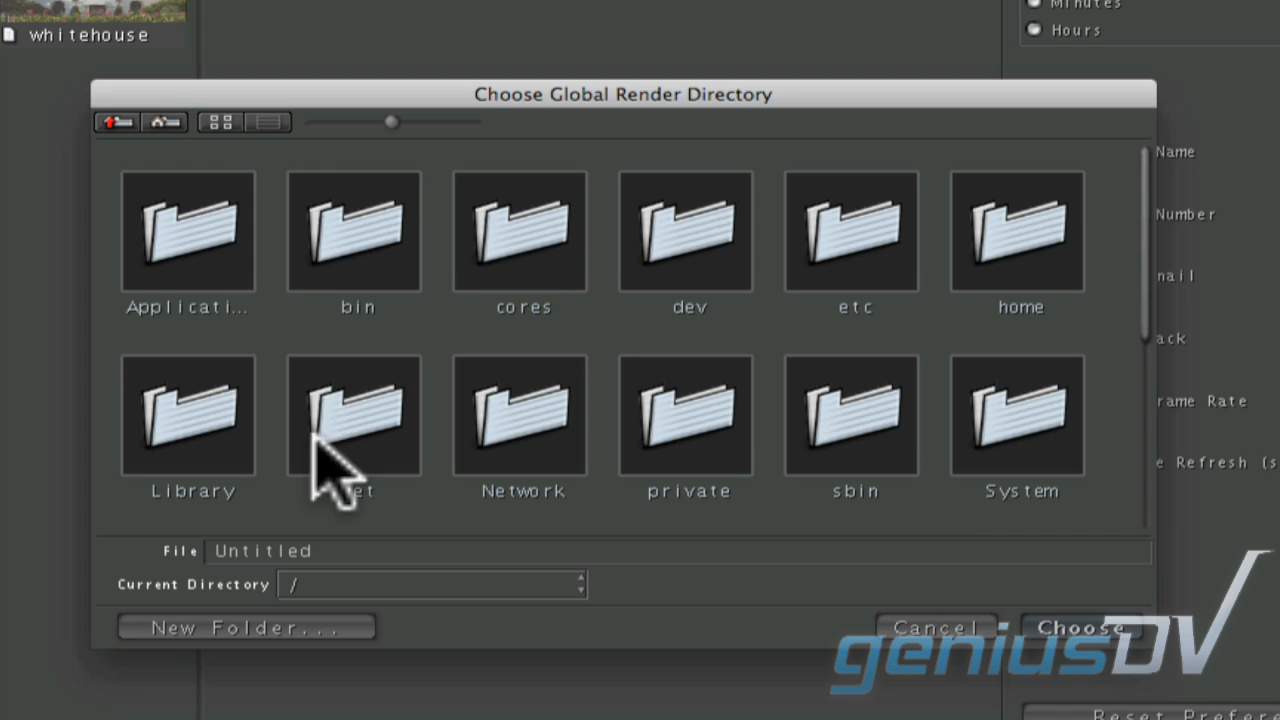 Minutes
whitehouse
Hours
Choose Global Render Directory
Name
Number
Applicati...
bin
cores
dev
etc
home
ack
rame Rate
e Refresh (s
Library
Network
private
sbin
System
File
Untitled
Current Directory
/
New Folder...
Cancel
Choose
geniusDV